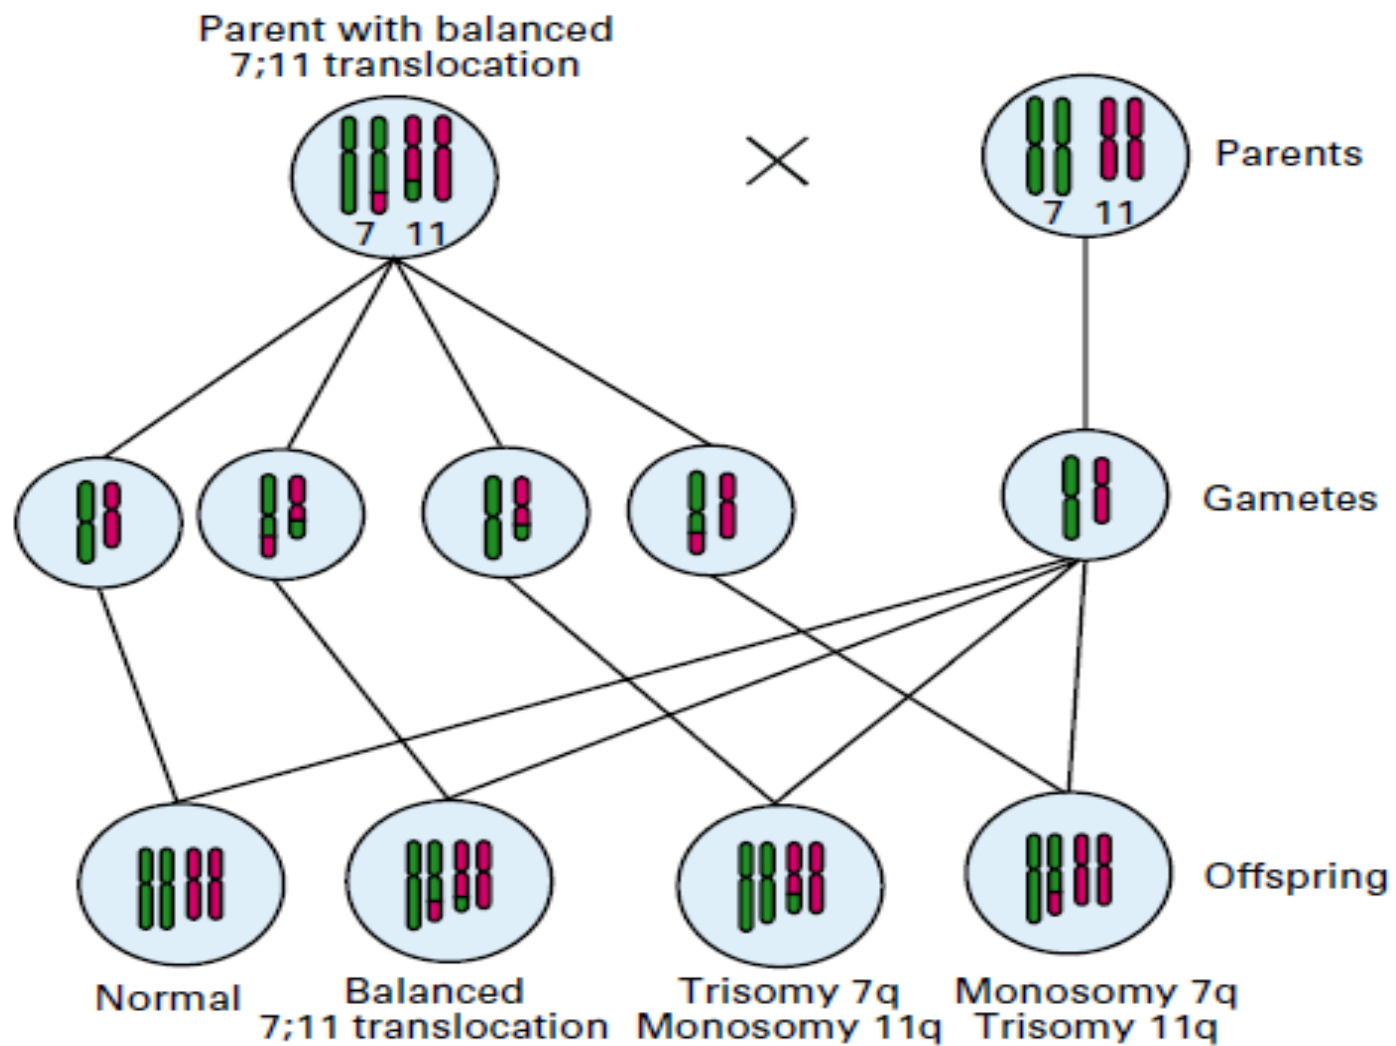 Parent with balanced
7;11 translocation
7 11
7 11
Parents
Gametes
Offspring
Normal
Balanced
7;11 translocation
Trisomy 7q
Monosomy 11q
Monosomy 7q
Trisomy 11q